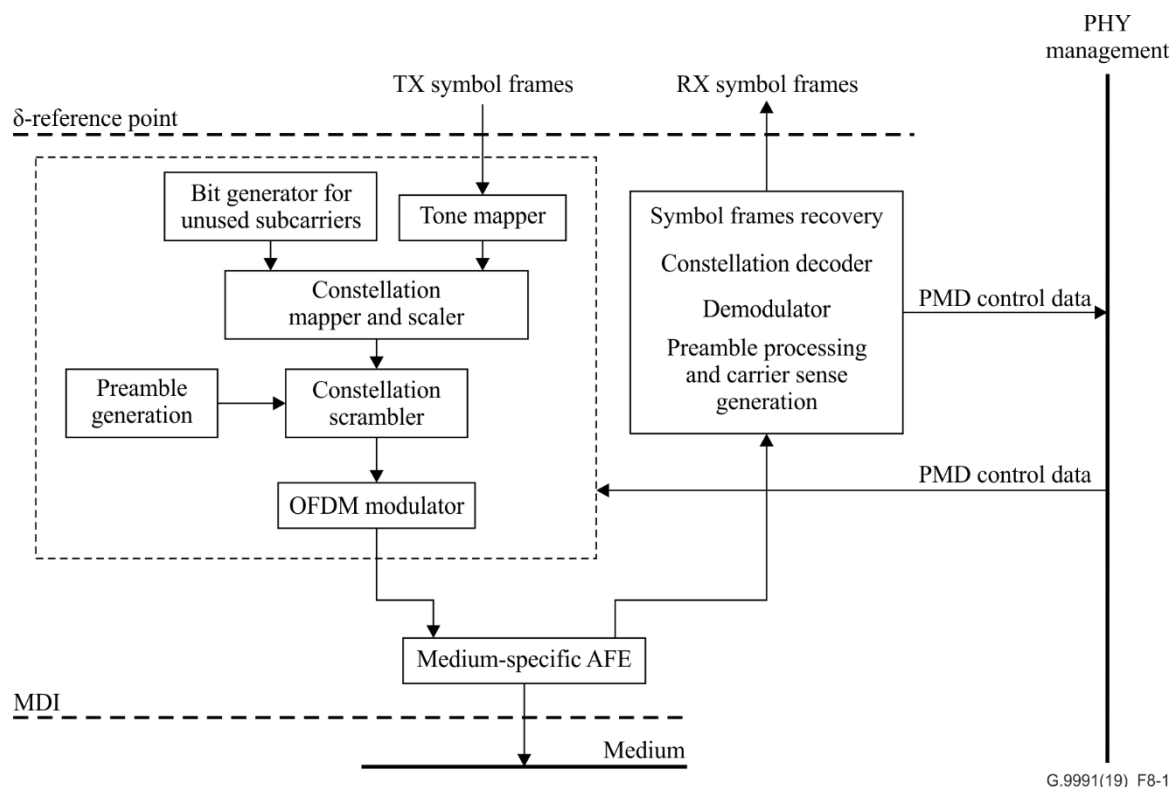 PHY
management
TX symbol frames
RX symbol frames
δ-reference point
Bit generator for
unused subcarriers
Tone mapper
Symbol frames recovery
Constellation decoder
Demodulator
Preamble processing
and carrier sense
generation
Constellation
mapper and scaler
PMD control data
Preamble
generation
Constellation
scrambler
PMD control data
OFDM modulator
Medium-specific AFE
MDI
Medium
G.9991(19)_F8-1